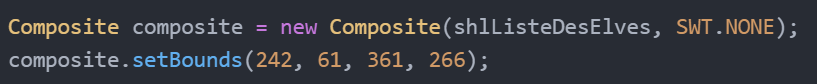 Composite composite = new Composite(shlListeDesElves, SWT.NONE);
composite.setBounds(242, 61, 361, 266);